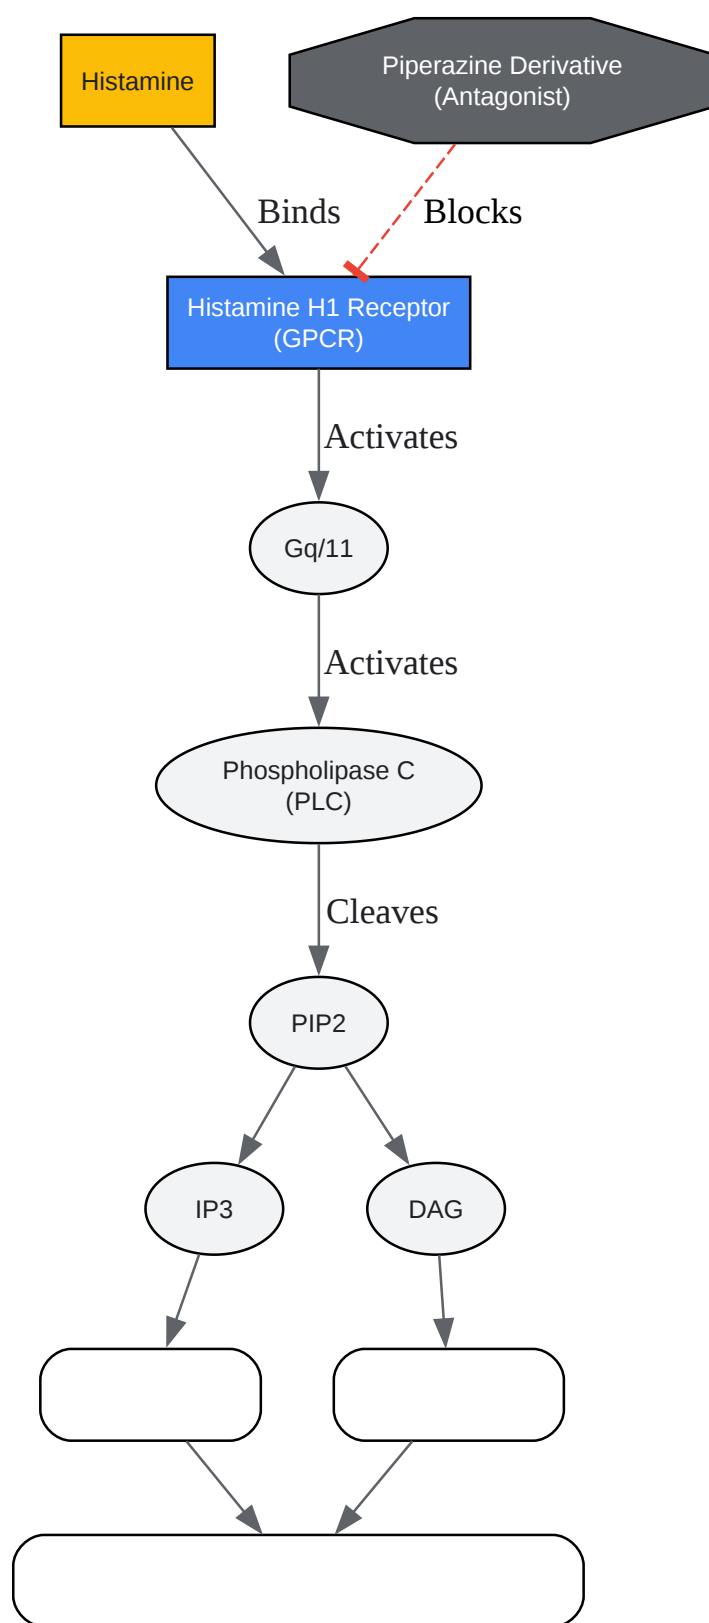 Histamine
Piperazine Derivative
(Antagonist)
Binds
Blocks
Histamine H1 Receptor
(GPCR)
Activates
Gq/11
Activates
Phospholipase C
(PLC)
Cleaves
PIP2
IP3
DAG